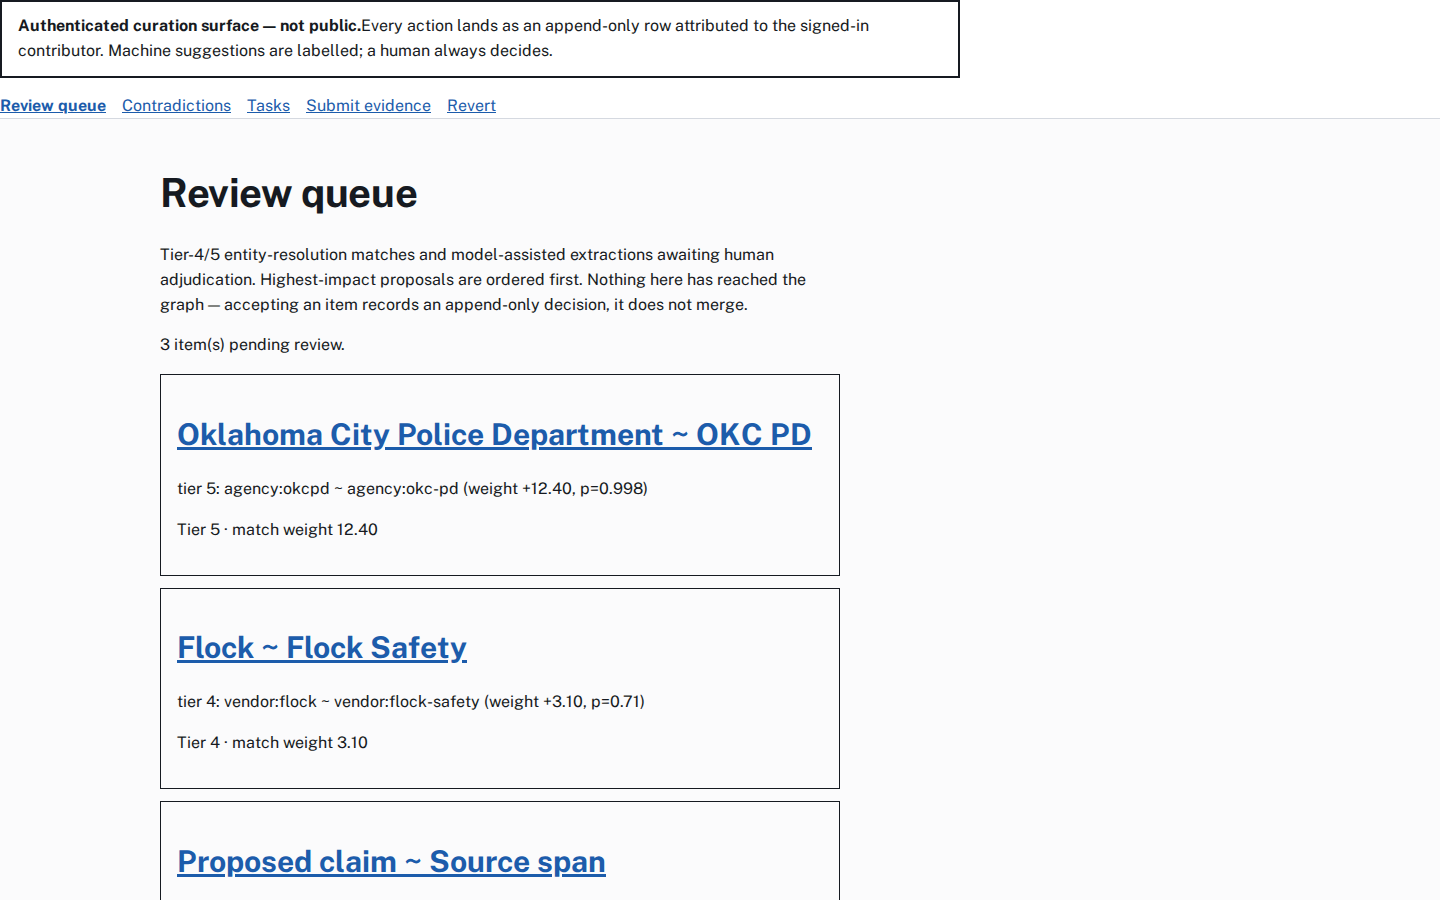 Authenticated curation surface — not public.Every action lands as an append-only row attributed to the signed-in
contributor. Machine suggestions are labelled; a human always decides.
Review queue Contradictions Tasks Submit evidence Revert
Review queue
Tier-4/5 entity-resolution matches and model-assisted extractions awaiting human
adjudication. Highest-impact proposals are ordered first. Nothing here has reached the
graph — accepting an item records an append-only decision, it does not merge.
3 item(s) pending review.
Oklahoma City Police Department ~ OKC PD
tier 5: agency:okcpd ~ agency:okc-pd (weight +12.40, p=0.998)
Tier 5 · match weight 12.40
Flock ~ Flock Safety
tier 4: vendor:flock ~ vendor:flock-safety (weight +3.10, p=0.71)
Tier 4 · match weight 3.10
Proposed claim ~ Source span